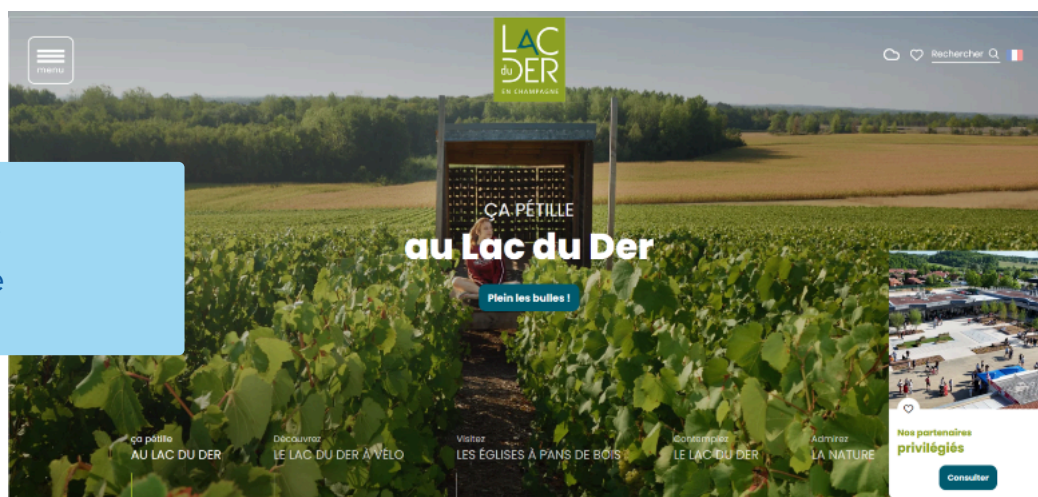 menu
LAC
du DER
EN CHAMPAGNE
Rechercher
ÇA PÉTILLE
au Lac du Der
Plein les bulles !
ça pétille
AU LAC DU DER
Découvrez
LE LAC DU DER À VÉLO
Visitez
LES ÉGLISES À PANS DE BOIS
Contemplez
LE LAC DU DER
Admirez
LA NATURE
Nos partenaires
privilégiés
Consulter